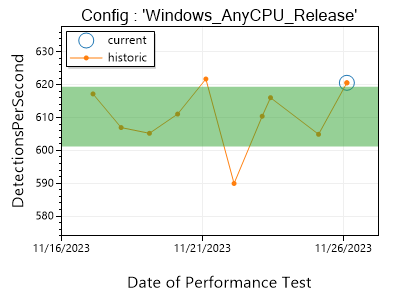 Config : 'Windows_AnyCPU_Release'
current
historic
DetectionsPerSecond
630
620
610
600
590
580
11/16/2023
11/21/2023
11/26/2023
Date of Performance Test